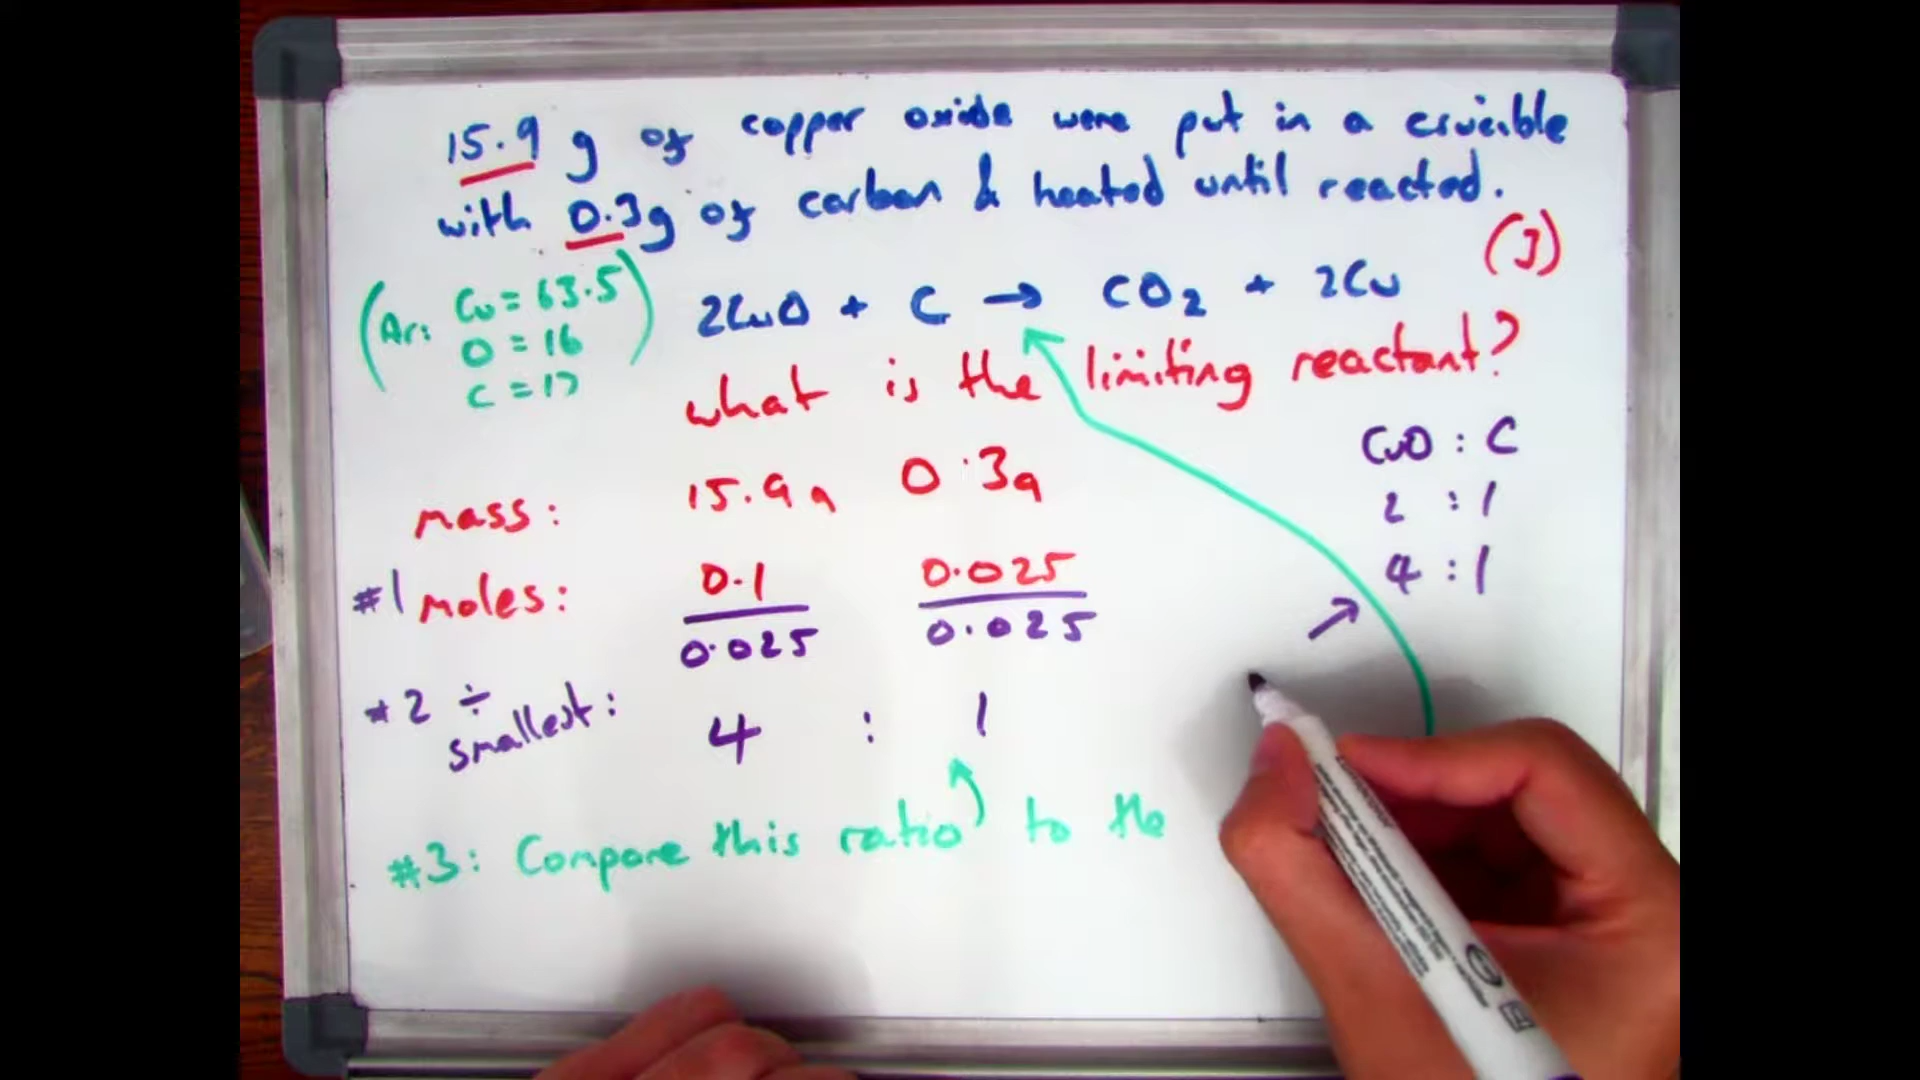 15.9 g of copper oxide were put in a crucible
with 0.3g of carbon & heated until reacted.
(3)
(Ar: Cu = 63.5
O = 16
C = 12)
2CuO + C → CO2 + 2Cu
what is the limiting reactant?
CuO : C
2 : 1
4 : 1
mass: 15.9g 0.3g
#1 moles: 0.1 0.025
0.025 0.025
#2 ÷
smallest: 4 : 1
#3: Compare this ratio to the